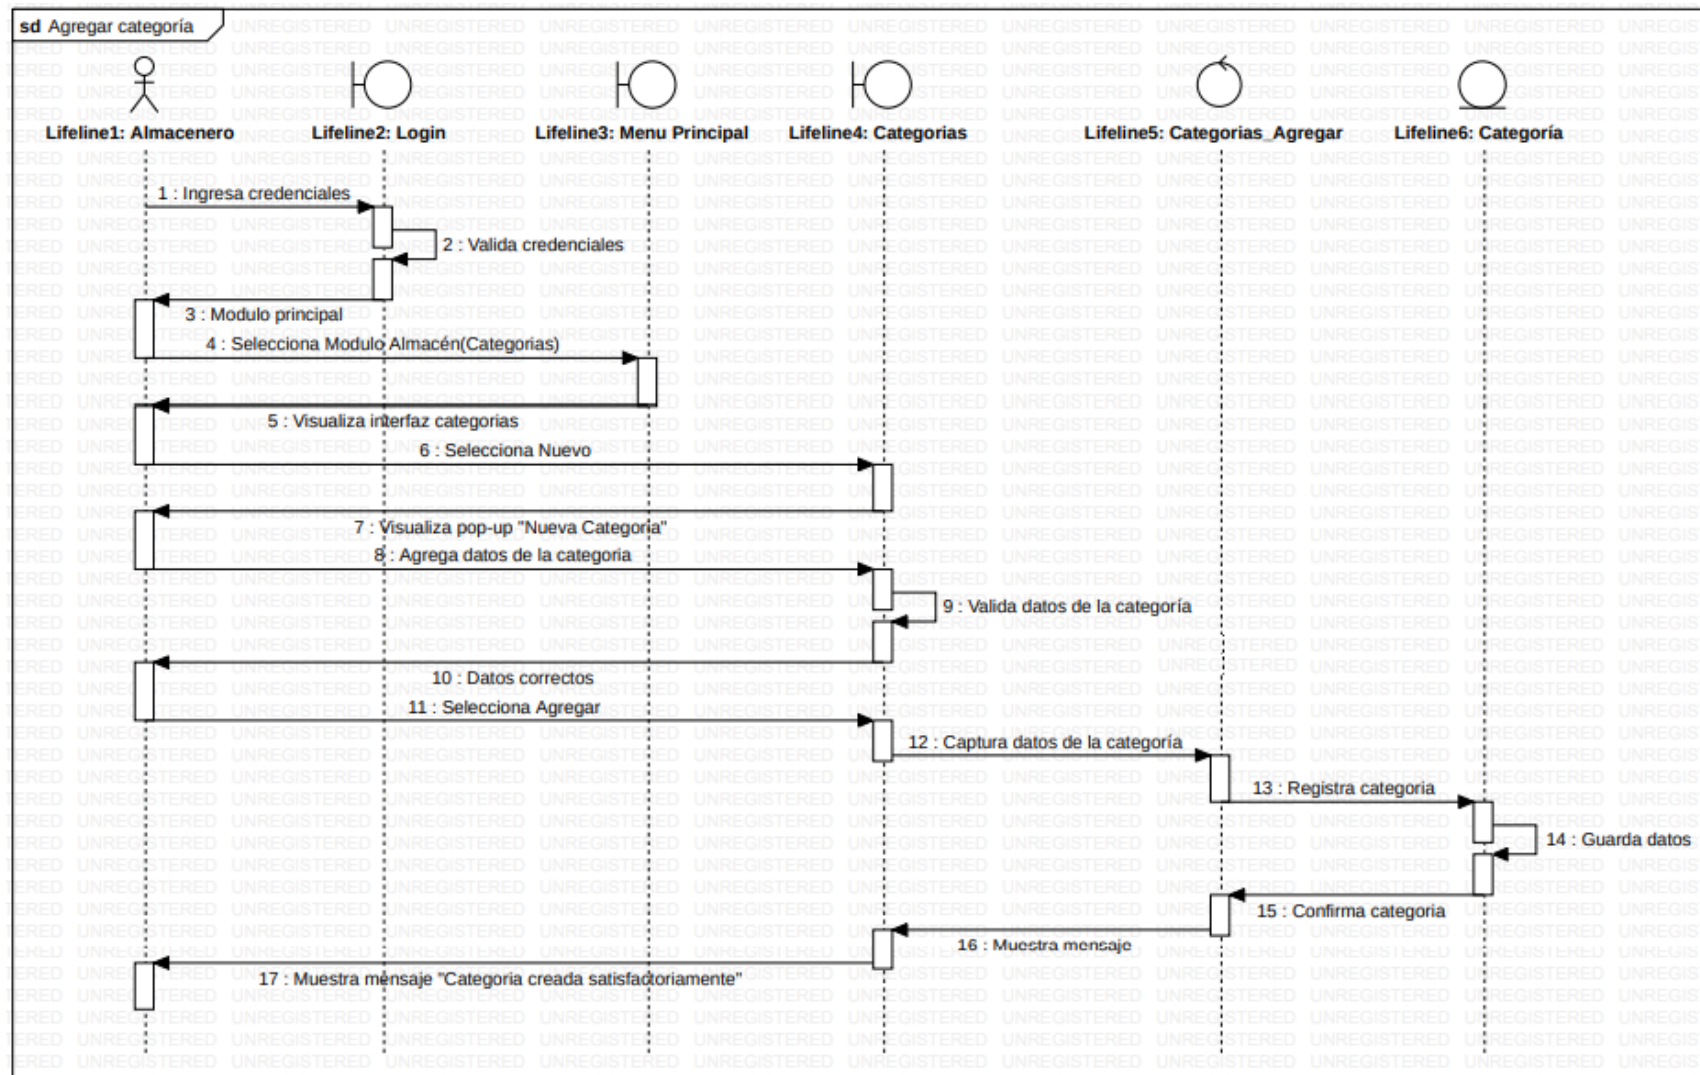 sd Agregar categoría
Lifeline1: Almacenero
Lifeline2: Login
Lifeline3: Menu Principal
Lifeline4: Categorias
Lifeline5: Categorias_Agregar
Lifeline6: Categoría
1 : Ingresa credenciales
2 : Valida credenciales
3 : Modulo principal
4 : Selecciona Modulo Almacén(Categorias)
5 : Visualiza interfaz categorias
6 : Selecciona Nuevo
7 : Visualiza pop-up "Nueva Categoria"
8 : Agrega datos de la categoria
9 : Valida datos de la categoría
10 : Datos correctos
11 : Selecciona Agregar
12 : Captura datos de la categoría
13 : Registra categoria
14 : Guarda datos
15 : Confirma categoria
16 : Muestra mensaje
17 : Muestra mensaje "Categoria creada satisfactoriamente"
UNREGISTERED